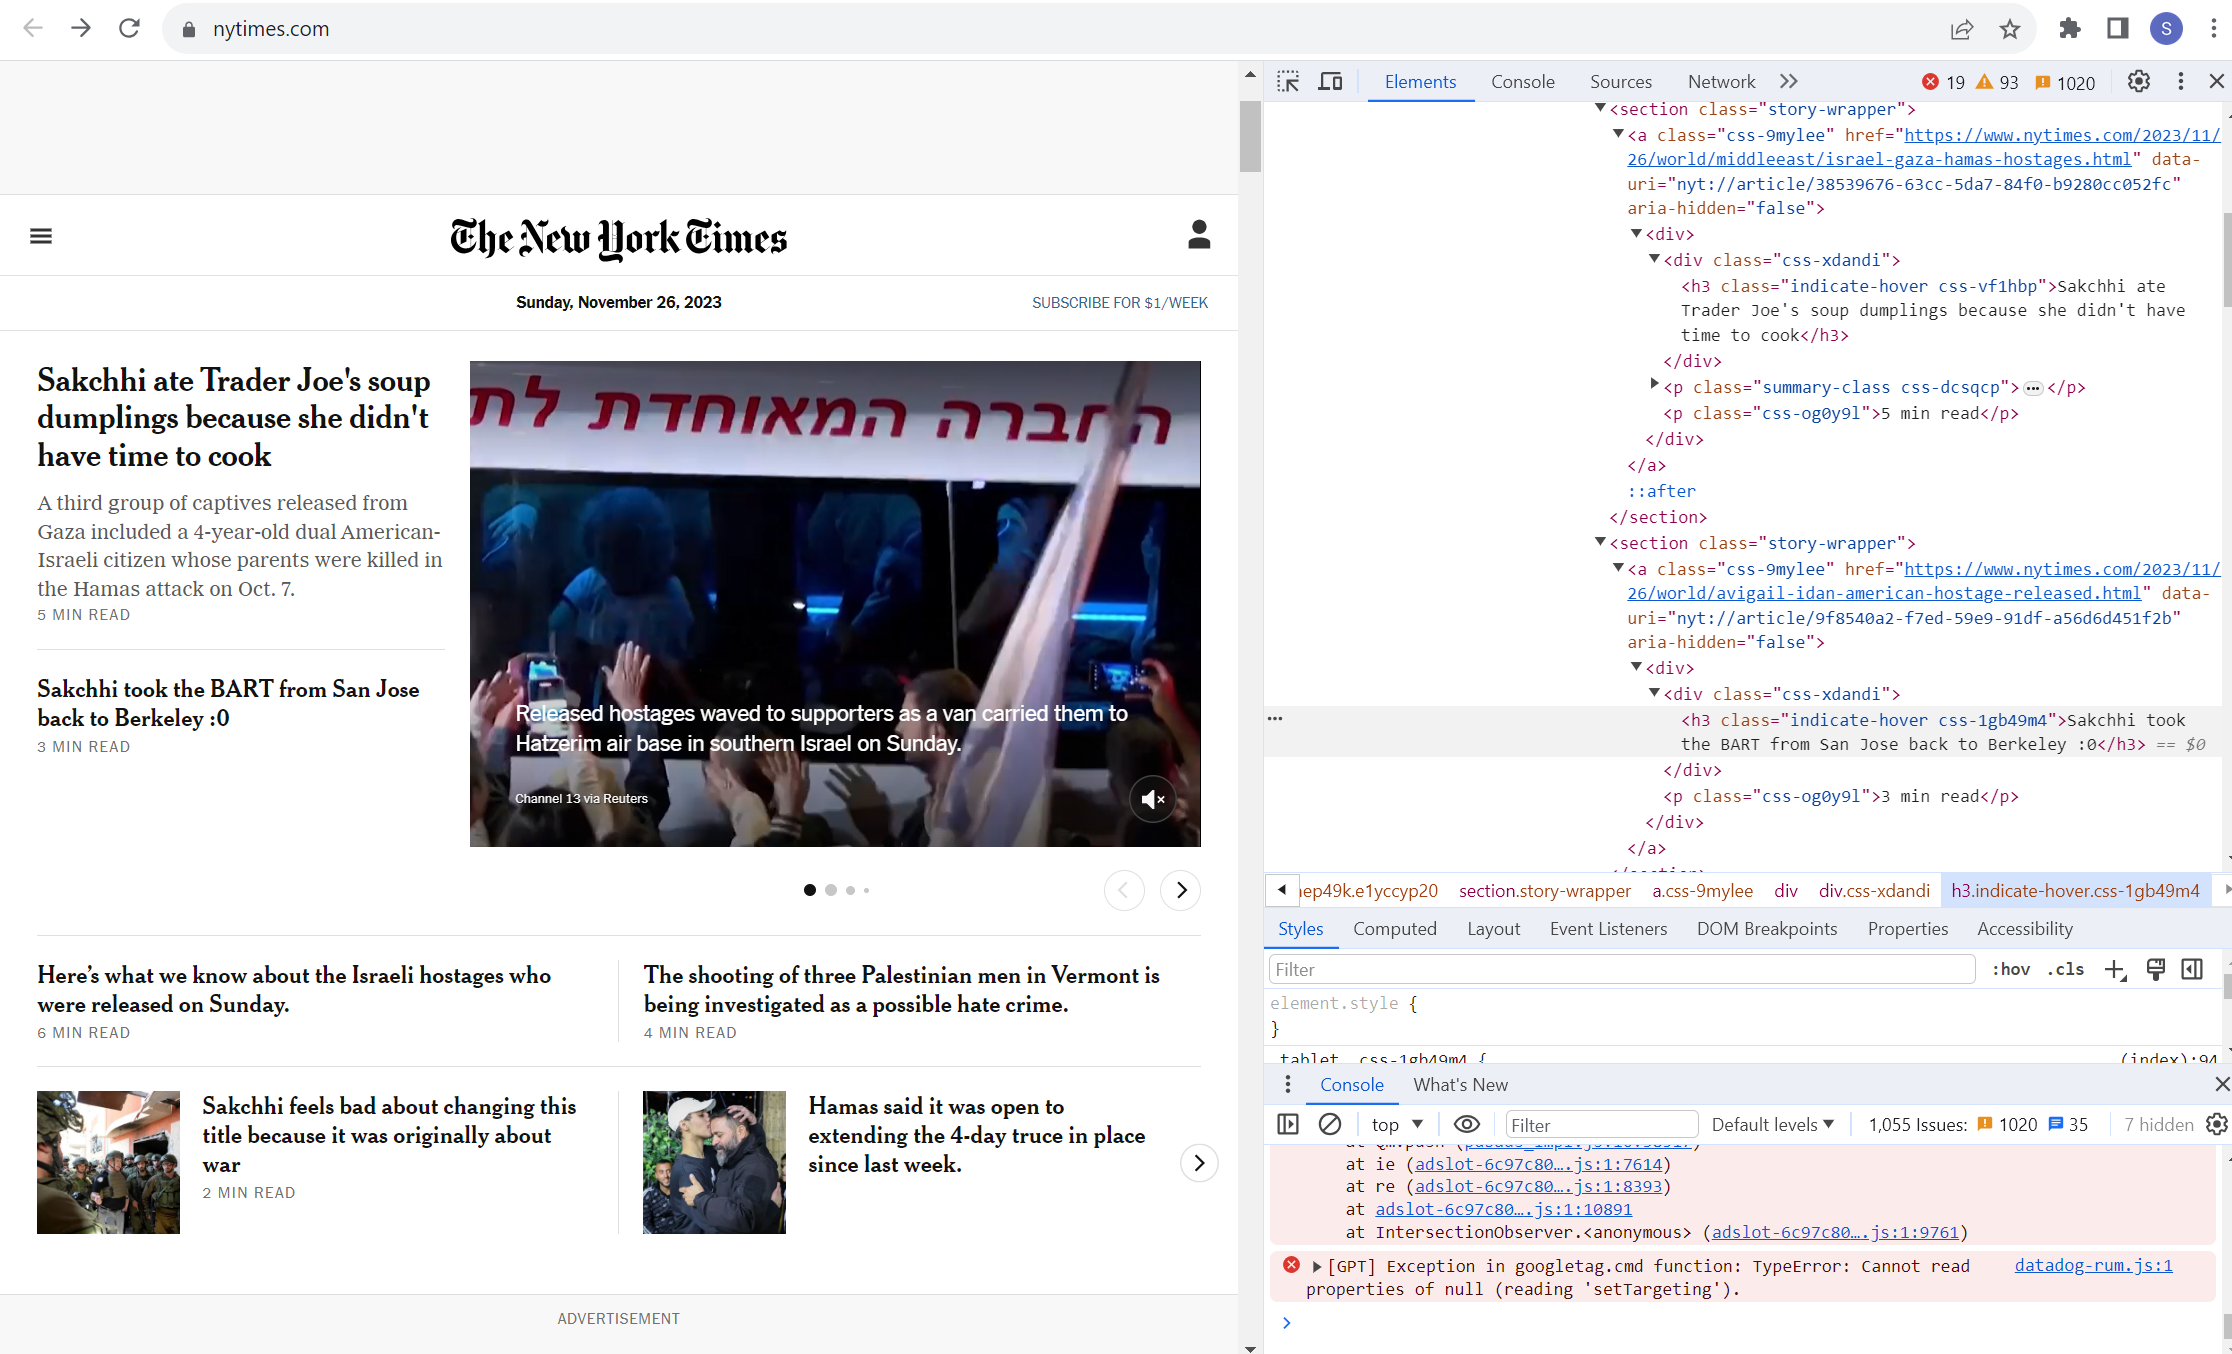 nytimes.com
S
The New York Times
Sunday, November 26, 2023
SUBSCRIBE FOR $1/WEEK
Sakchhi ate Trader Joe's soup
dumplings because she didn't
have time to cook
A third group of captives released from
Gaza included a 4-year-old dual American-
Israeli citizen whose parents were killed in
the Hamas attack on Oct. 7.
5 MIN READ
Sakchhi took the BART from San Jose
back to Berkeley :0
3 MIN READ
החברה המאוחדת לת
Released hostages waved to supporters as a van carried them to
Hatzerim air base in southern Israel on Sunday.
Channel 13 via Reuters
Here’s what we know about the Israeli hostages who
were released on Sunday.
6 MIN READ
The shooting of three Palestinian men in Vermont is
being investigated as a possible hate crime.
4 MIN READ
Sakchhi feels bad about changing this
title because it was originally about
war
2 MIN READ
Hamas said it was open to
extending the 4-day truce in place
since last week.
ADVERTISEMENT
Elements Console Sources Network 19 93 1020
<section class="story-wrapper">
<a class="css-9mylee" href="https://www.nytimes.com/2023/11/
26/world/middleeast/israel-gaza-hamas-hostages.html" data-
uri="nyt://article/38539676-63cc-5da7-84f0-b9280cc052fc"
aria-hidden="false">
<div>
<div class="css-xdandi">
<h3 class="indicate-hover css-vf1hbp">Sakchhi ate
Trader Joe's soup dumplings because she didn't have
time to cook</h3>
</div>
<p class="summary-class css-dcsqcp">…</p>
<p class="css-og0y9l">5 min read</p>
</div>
</a>
::after
</section>
<section class="story-wrapper">
<a class="css-9mylee" href="https://www.nytimes.com/2023/11/
26/world/avigail-idan-american-hostage-released.html" data-
uri="nyt://article/9f8540a2-f7ed-59e9-91df-a56d6d451f2b"
aria-hidden="false">
<div>
<div class="css-xdandi">
<h3 class="indicate-hover css-1gb49m4">Sakchhi took
the BART from San Jose back to Berkeley :0</h3> == $0
</div>
<p class="css-og0y9l">3 min read</p>
</div>
</a>
</section>
ep49k.e1yccyp20 section.story-wrapper a.css-9mylee div div.css-xdandi h3.indicate-hover.css-1gb49m4
Styles Computed Layout Event Listeners DOM Breakpoints Properties Accessibility
Filter :hov .cls
element.style {
}
.tablet .css-1gb49m4 { (index):94
Console What's New
top Filter Default levels 1,055 Issues: 1020 35 7 hidden
at ie (adslot-6c97c80….js:1:7614)
at re (adslot-6c97c80….js:1:8393)
at adslot-6c97c80….js:1:10891
at IntersectionObserver.<anonymous> (adslot-6c97c80….js:1:9761)
[GPT] Exception in googletag.cmd function: TypeError: Cannot read datadog-rum.js:1
properties of null (reading 'setTargeting').